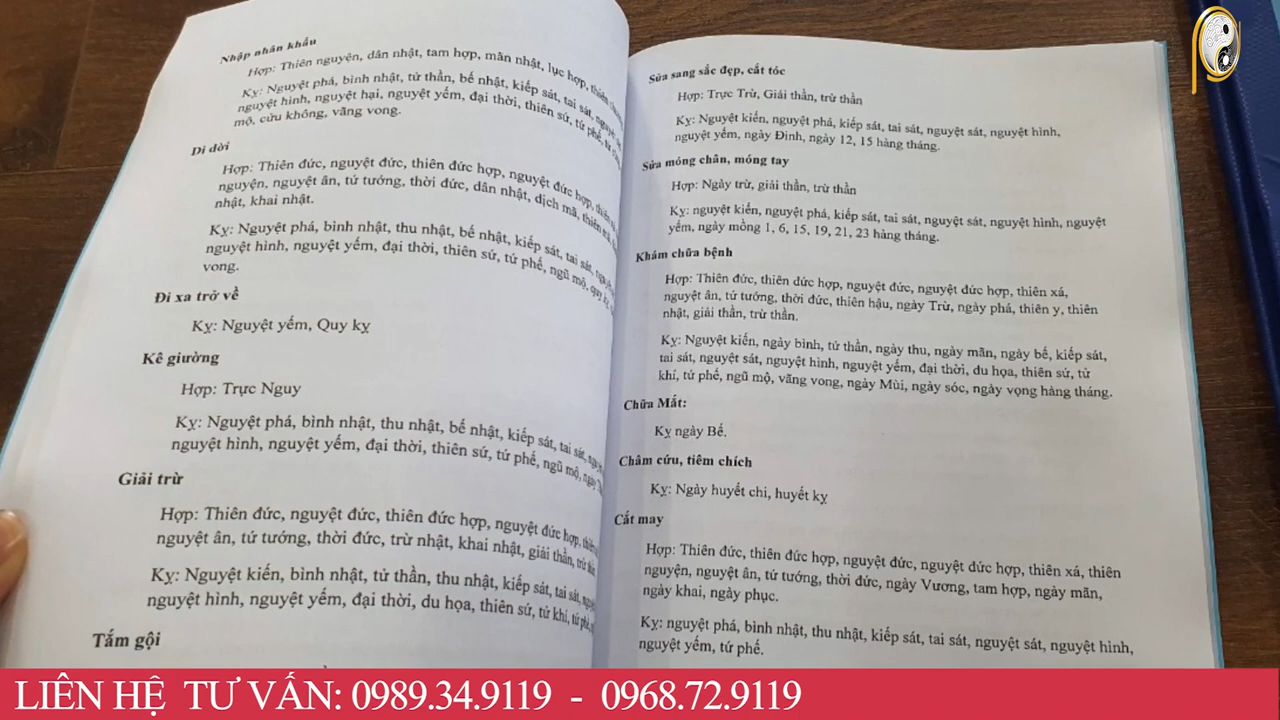 Nhập nhân khẩu
Hợp: Thiên nguyện, dân nhật, tam hợp, mãn nhật, lục hợp, thiên
Kỵ: Nguyệt phá, bình nhật, tử thần, bế nhật, kiếp sát, tai sát, nguyệt
nguyệt hình, nguyệt hại, nguyệt yếm, đại thời, thiên sứ, tứ phế, tứ
mộ, cửu không, vãng vong.
Di dời
Hợp: Thiên đức, nguyệt đức, thiên đức hợp, nguyệt đức hợp, thiên
nguyện, nguyệt ân, tứ tướng, thời đức, dân nhật, dịch mã, thiên mã,
nhật, khai nhật.
Kỵ: Nguyệt phá, bình nhật, thu nhật, bế nhật, kiếp sát, tai sát,
nguyệt hình, nguyệt yếm, đại thời, thiên sứ, tứ phế, ngũ mộ, quy kỵ,
vong.
Đi xa trở về
Kỵ: Nguyệt yếm, Quy kỵ
Kê giường
Hợp: Trực Nguy
Kỵ: Nguyệt phá, bình nhật, thu nhật, bế nhật, kiếp sát, tai sát,
nguyệt hình, nguyệt yếm, đại thời, thiên sứ, tứ phế, ngũ mộ, ngày
Giải trừ
Hợp: Thiên đức, nguyệt đức, thiên đức hợp, nguyệt đức hợp,
nguyệt ân, tứ tướng, thời đức, trừ nhật, khai nhật, giải thần, trừ
Kỵ: Nguyệt kiến, bình nhật, tử thần, thu nhật, kiếp sát, tai sát,
nguyệt hình, nguyệt yếm, đại thời, du họa, thiên sứ, tử khí, tứ phế,
Tắm gội
Sửa sang sắc đẹp, cắt tóc
Hợp: Trực Trừ, Giải thần, trừ thần
Kỵ: Nguyệt kiến, nguyệt phá, kiếp sát, tai sát, nguyệt sát, nguyệt hình,
nguyệt yếm, ngày Đinh, ngày 12, 15 hàng tháng.
Sửa móng chân, móng tay
Hợp: Ngày trừ, giải thần, trừ thần
Kỵ: nguyệt kiến, nguyệt phá, kiếp sát, tai sát, nguyệt sát, nguyệt hình, nguyệt
yếm, ngày mồng 1, 6, 15, 19, 21, 23 hàng tháng.
Khám chữa bệnh
Hợp: Thiên đức, thiên dức hợp, nguyệt đức, nguyệt đức hợp, thiên xá,
nguyệt ân, tứ tướng, thời đức, thiên hậu, ngày Trừ, ngày phá, thiên y, thiên
nhật, giải thần, trừ thần.
Kỵ: Nguyệt kiến, ngày bình, tử thần, ngày thu, ngày mãn, ngày bế, kiếp sát,
tai sát, nguyệt sát, nguyệt hình, nguyệt yếm, đại thời, du họa, thiên sứ, tử
khí, tứ phế, ngũ mộ, vãng vong, ngày Mùi, ngày sóc, ngày vọng hàng tháng.
Chữa Mắt:
Kỵ ngày Bế.
Châm cứu, tiêm chích
Kỵ: Ngày huyết chi, huyết kỵ
Cắt may
Hợp: Thiên đức, thiên đức hợp, nguyệt đức, nguyệt đức hợp, thiên xá, thiên
nguyện, nguyệt ân, tứ tướng, thời đức, ngày Vương, tam hợp, ngày mãn,
ngày khai, ngày phục.
Kỵ: nguyệt phá, bình nhật, thu nhật, kiếp sát, tai sát, nguyệt sát, nguyệt hình,
nguyệt yếm, tứ phế.
LIÊN HỆ TƯ VẤN: 0989.34.9119 - 0968.72.9119